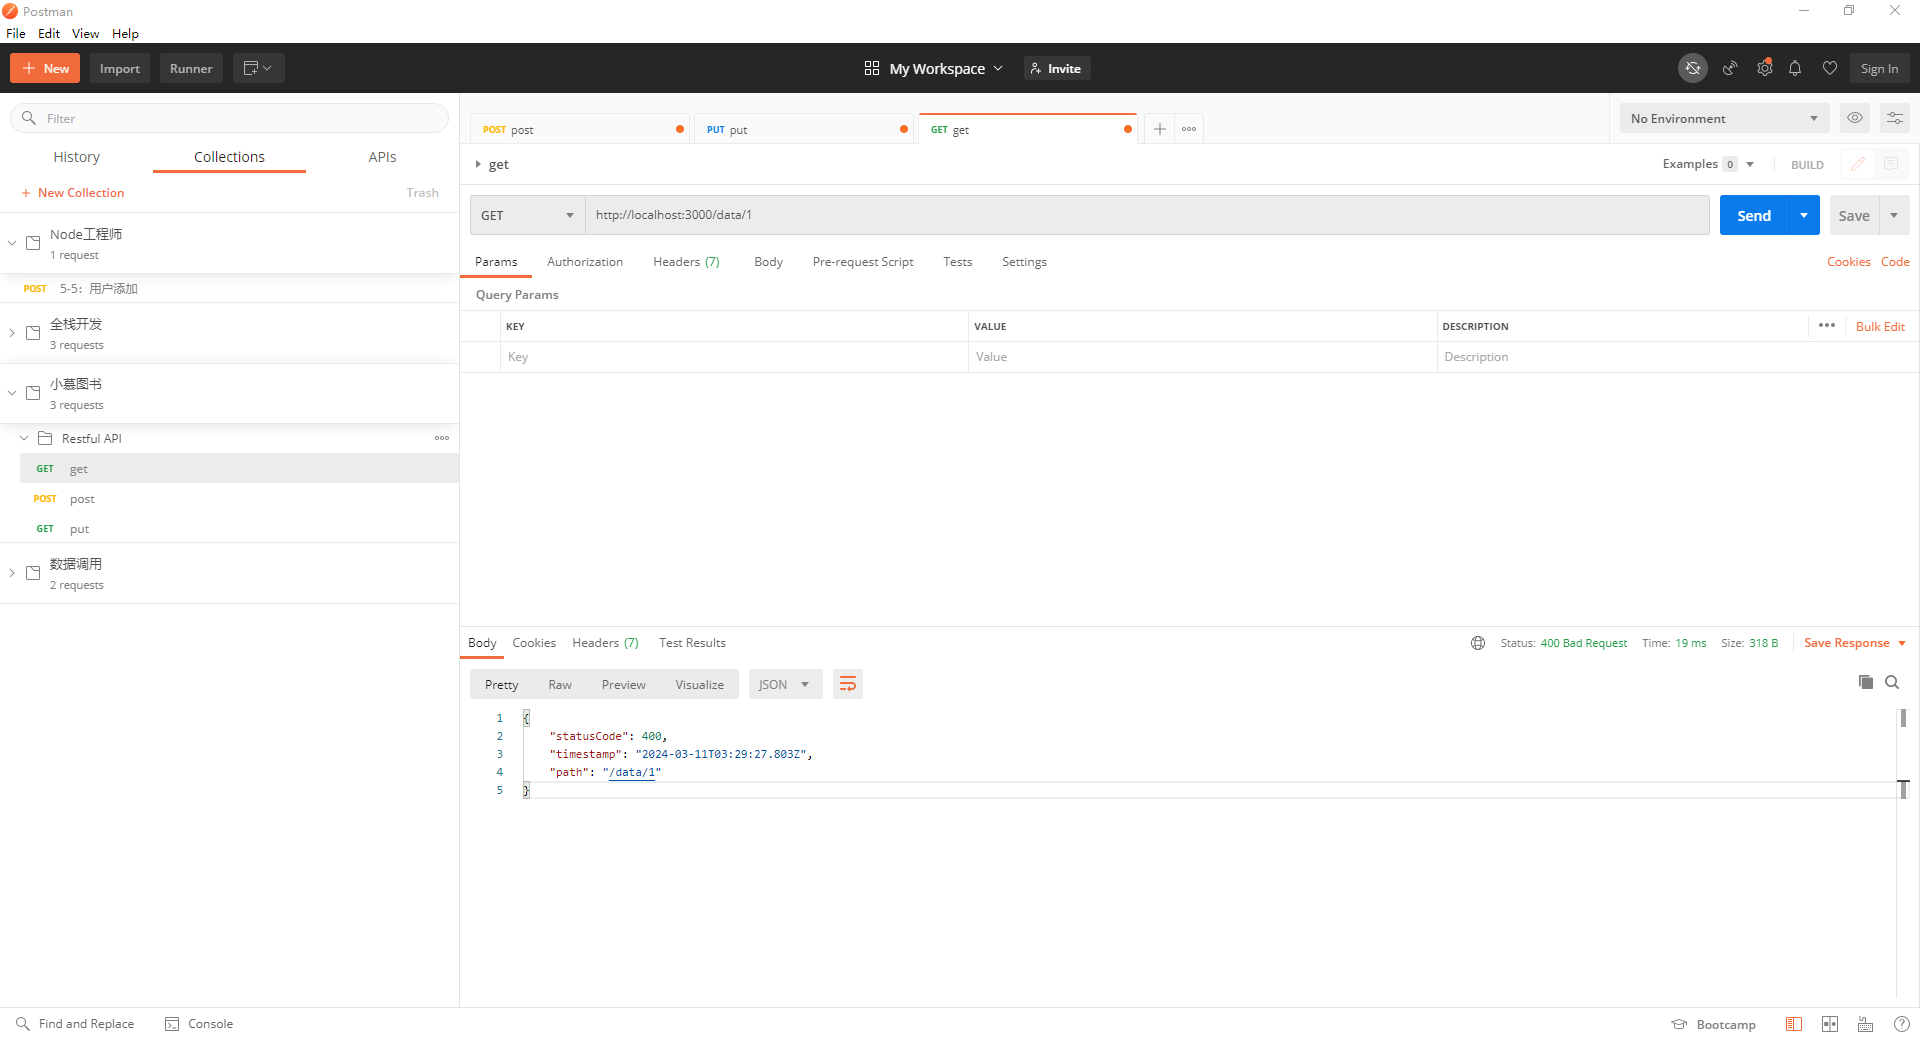 Postman
File Edit View Help
New Import Runner My Workspace Invite Sign In
Filter
History Collections APIs
New Collection Trash
Node工程师
1 request
POST 5-5：用户添加
全栈开发
3 requests
小慕图书
3 requests
Restful API
GET get
POST post
GET put
数据调用
2 requests
POST post PUT put GET get No Environment
get Examples 0 BUILD
GET http://localhost:3000/data/1 Send Save
Params Authorization Headers (7) Body Pre-request Script Tests Settings Cookies Code
Query Params
KEY VALUE DESCRIPTION Bulk Edit
Key Value Description
Body Cookies Headers (7) Test Results Status: 400 Bad Request Time: 19 ms Size: 318 B Save Response
Pretty Raw Preview Visualize JSON
1 {
2 "statusCode": 400,
3 "timestamp": "2024-03-11T03:29:27.803Z",
4 "path": "/data/1"
5 }
Find and Replace Console Bootcamp